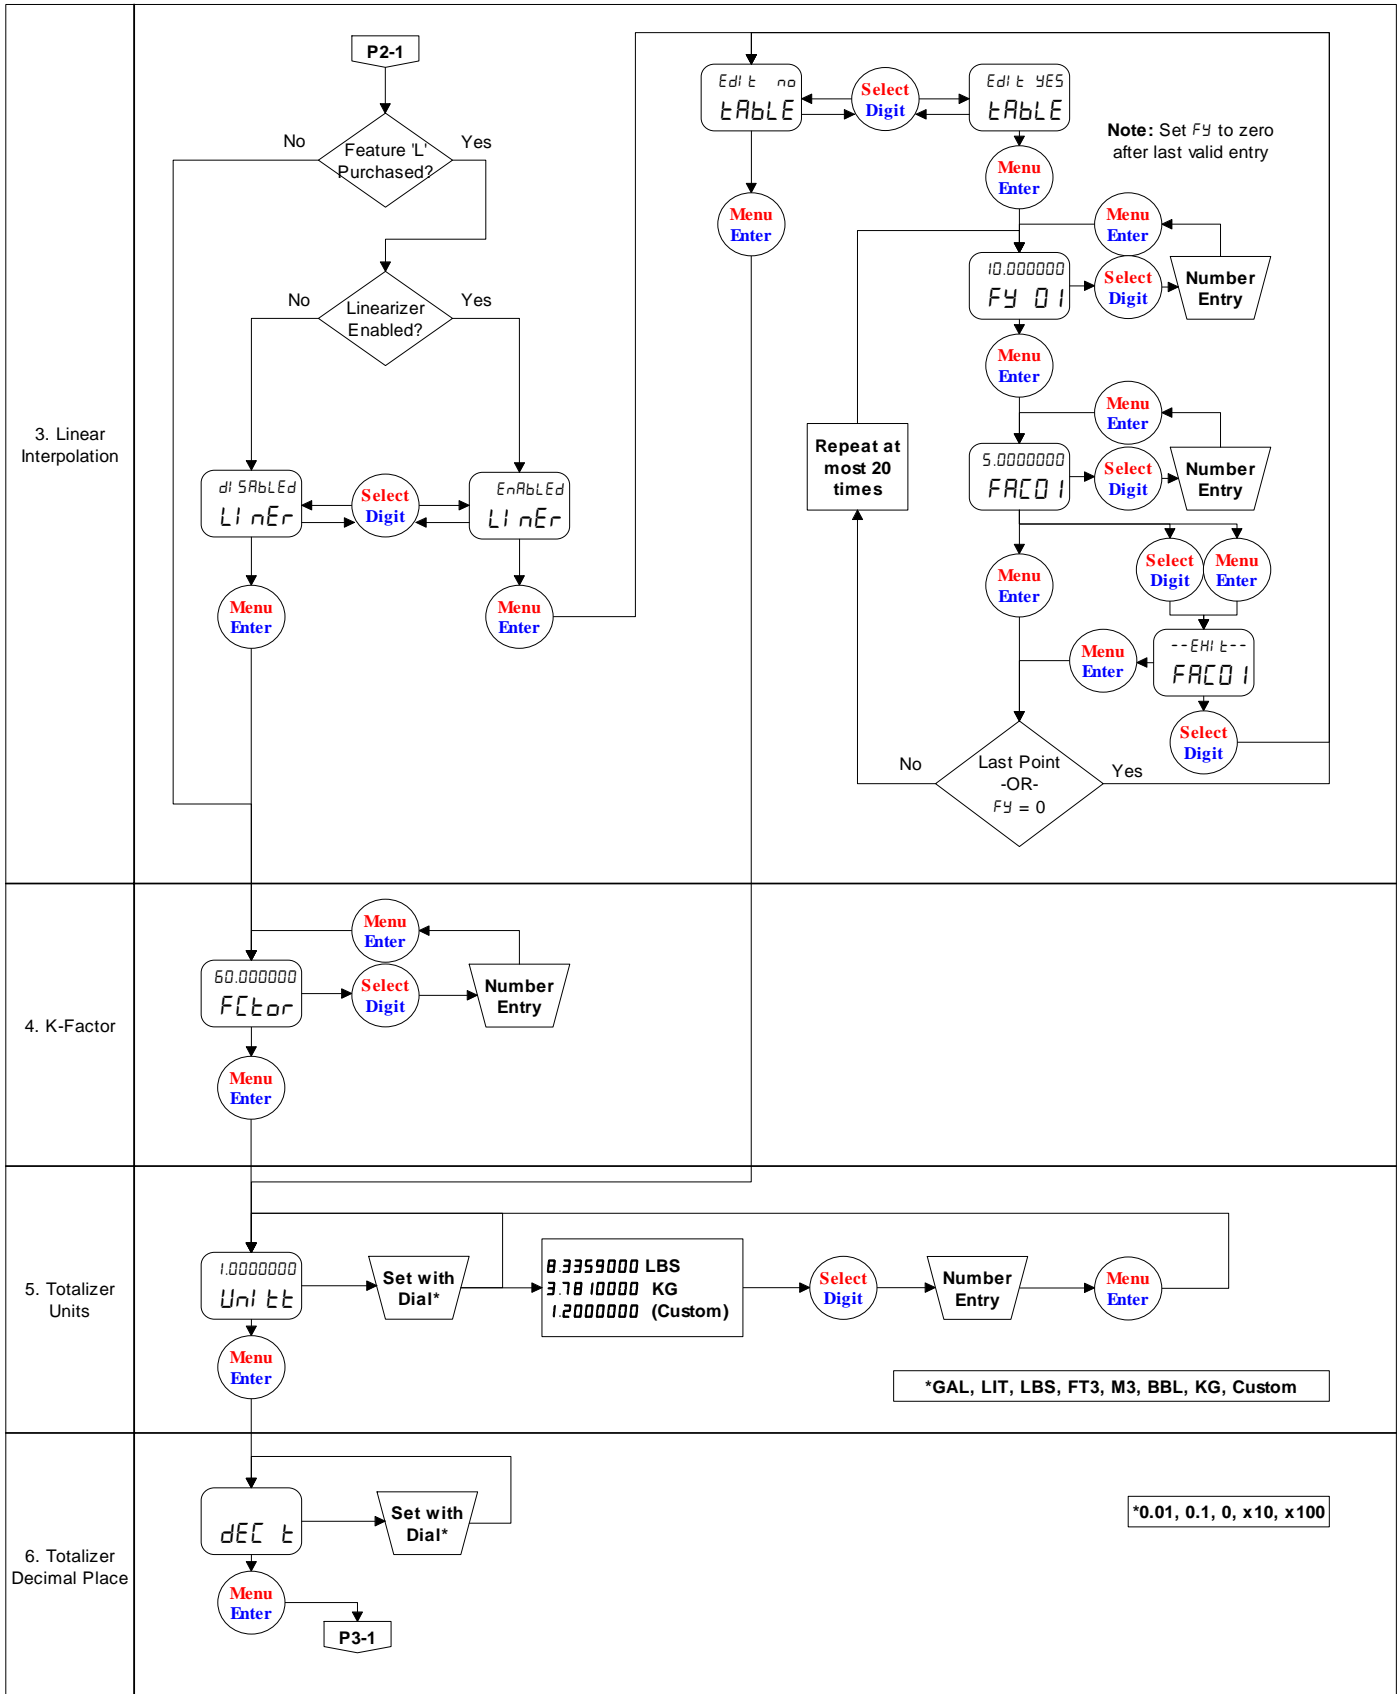 3. Linear
Interpolation
P2-1
No
Feature 'L'
Purchased?
Yes
No
Linearizer
Enabled?
Yes
dISAbLEd
LInEr
Select
Digit
EnAbLEd
LInEr
Menu
Enter
Menu
Enter
EdIt no
tAbLE
Select
Digit
EdIt YES
tAbLE
Note: Set FY to zero
after last valid entry
Menu
Enter
Menu
Enter
Menu
Enter
10.000000
FY 01
Select
Digit
Number
Entry
Menu
Enter
Menu
Enter
Repeat at
most 20
times
5.0000000
FAC01
Select
Digit
Number
Entry
Menu
Enter
Select
Digit
Menu
Enter
--EHIt--
FAC01
Menu
Enter
Select
Digit
No
Last Point
-OR-
FY = 0
Yes
4. K-Factor
Menu
Enter
60.000000
FCtor
Select
Digit
Number
Entry
Menu
Enter
5. Totalizer
Units
1.0000000
UnItt
Set with
Dial*
8.3359000 LBS
3.7810000 KG
1.2000000 (Custom)
Select
Digit
Number
Entry
Menu
Enter
Menu
Enter
*GAL, LIT, LBS, FT3, M3, BBL, KG, Custom
6. Totalizer
Decimal Place
dEC t
Set with
Dial*
*0.01, 0.1, 0, x10, x100
Menu
Enter
P3-1